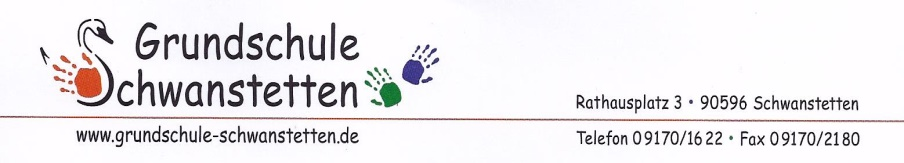 Grundschule
Schwanstetten
www.grundschule-schwanstetten.de
Rathausplatz 3 • 90596 Schwanstetten
Telefon 09170/1622 • Fax 09170/2180